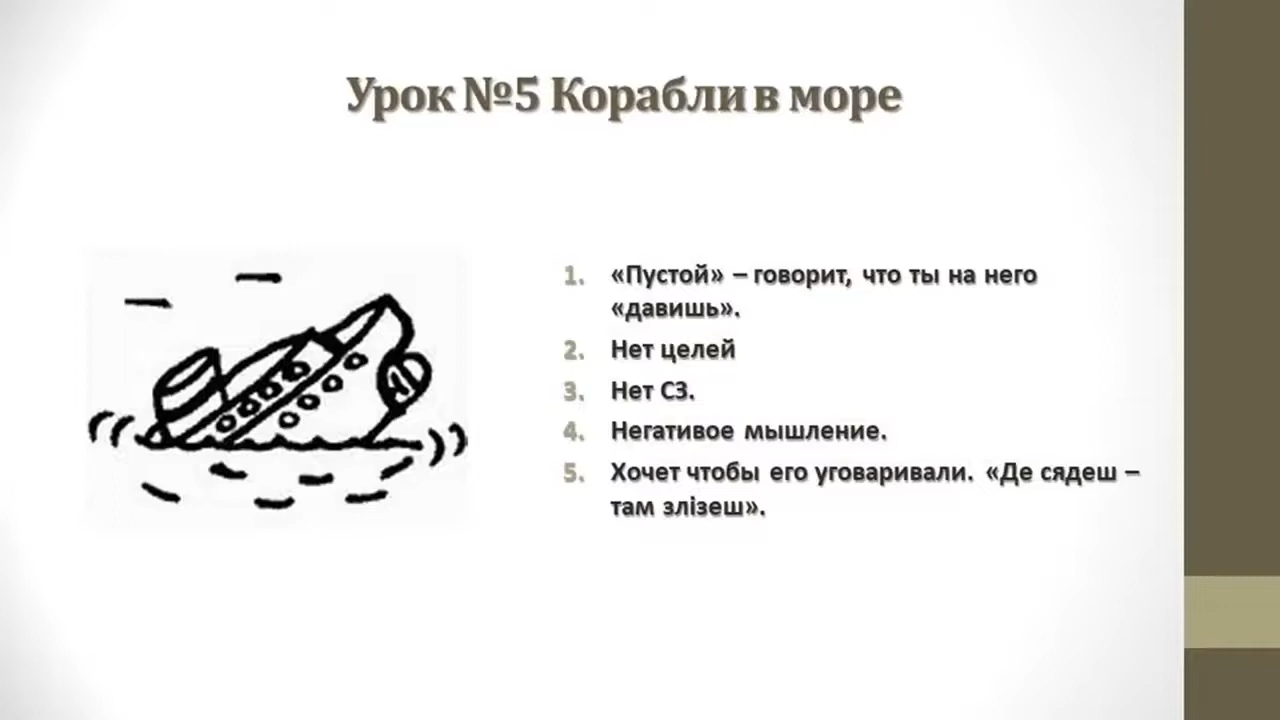 Урок №5 Корабли в море
1. «Пустой» – говорит, что ты на него
«давишь».
2. Нет целей
3. Нет СЗ.
4. Негативое мышление.
5. Хочет чтобы его уговаривали. «Де сядеш –
там злізеш».